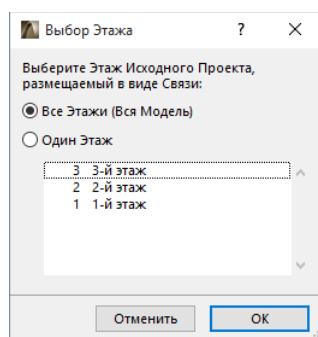 Выбор Этажа ? ×
Выберите Этаж Исходного Проекта,
размещаемый в виде Связи:
Все Этажи (Вся Модель)
Один Этаж
3 3-й этаж
2 2-й этаж
1 1-й этаж
Отменить OK